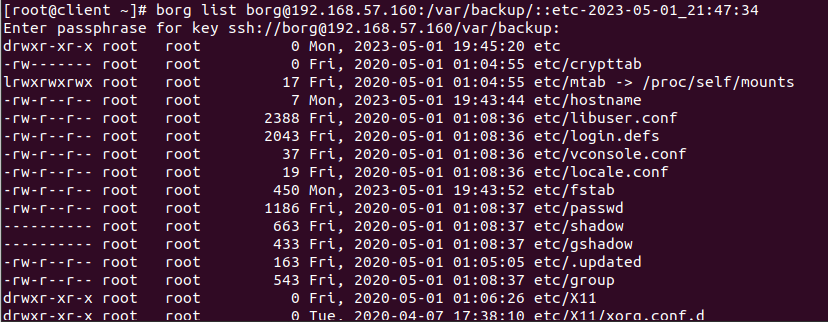 [root@client ~]# borg list borg@192.168.57.160:/var/backup/::etc-2023-05-01_21:47:34
Enter passphrase for key ssh://borg@192.168.57.160/var/backup:
drwxr-xr-x root   root          0 Mon, 2023-05-01 19:45:20 etc
-rw------- root   root          0 Fri, 2020-05-01 01:04:55 etc/crypttab
lrwxrwxrwx root   root         17 Fri, 2020-05-01 01:04:55 etc/mtab -> /proc/self/mounts
-rw-r--r-- root   root          7 Mon, 2023-05-01 19:43:44 etc/hostname
-rw-r--r-- root   root       2388 Fri, 2020-05-01 01:08:36 etc/libuser.conf
-rw-r--r-- root   root       2043 Fri, 2020-05-01 01:08:36 etc/login.defs
-rw-r--r-- root   root         37 Fri, 2020-05-01 01:08:36 etc/vconsole.conf
-rw-r--r-- root   root         19 Fri, 2020-05-01 01:08:36 etc/locale.conf
-rw-r--r-- root   root        450 Mon, 2023-05-01 19:43:52 etc/fstab
-rw-r--r-- root   root       1186 Fri, 2020-05-01 01:08:37 etc/passwd
---------- root   root        663 Fri, 2020-05-01 01:08:37 etc/shadow
---------- root   root        433 Fri, 2020-05-01 01:08:37 etc/gshadow
-rw-r--r-- root   root        163 Fri, 2020-05-01 01:05:05 etc/.updated
-rw-r--r-- root   root        543 Fri, 2020-05-01 01:08:37 etc/group
drwxr-xr-x root   root          0 Fri, 2020-05-01 01:06:26 etc/X11
drwxr-xr-x root   root          0 Tue, 2020-04-07 17:38:10 etc/X11/xorg.conf.d